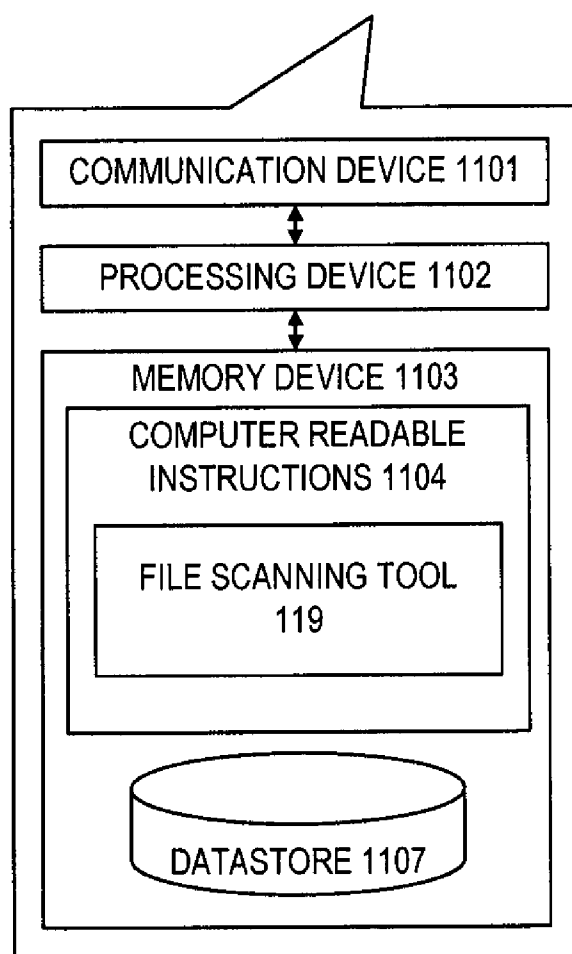 COMMUNICATION DEVICE 1101
PROCESSING DEVICE 1102
MEMORY DEVICE 1103
COMPUTER READABLE
INSTRUCTIONS 1104
FILE SCANNING TOOL
119
DATASTORE 1107